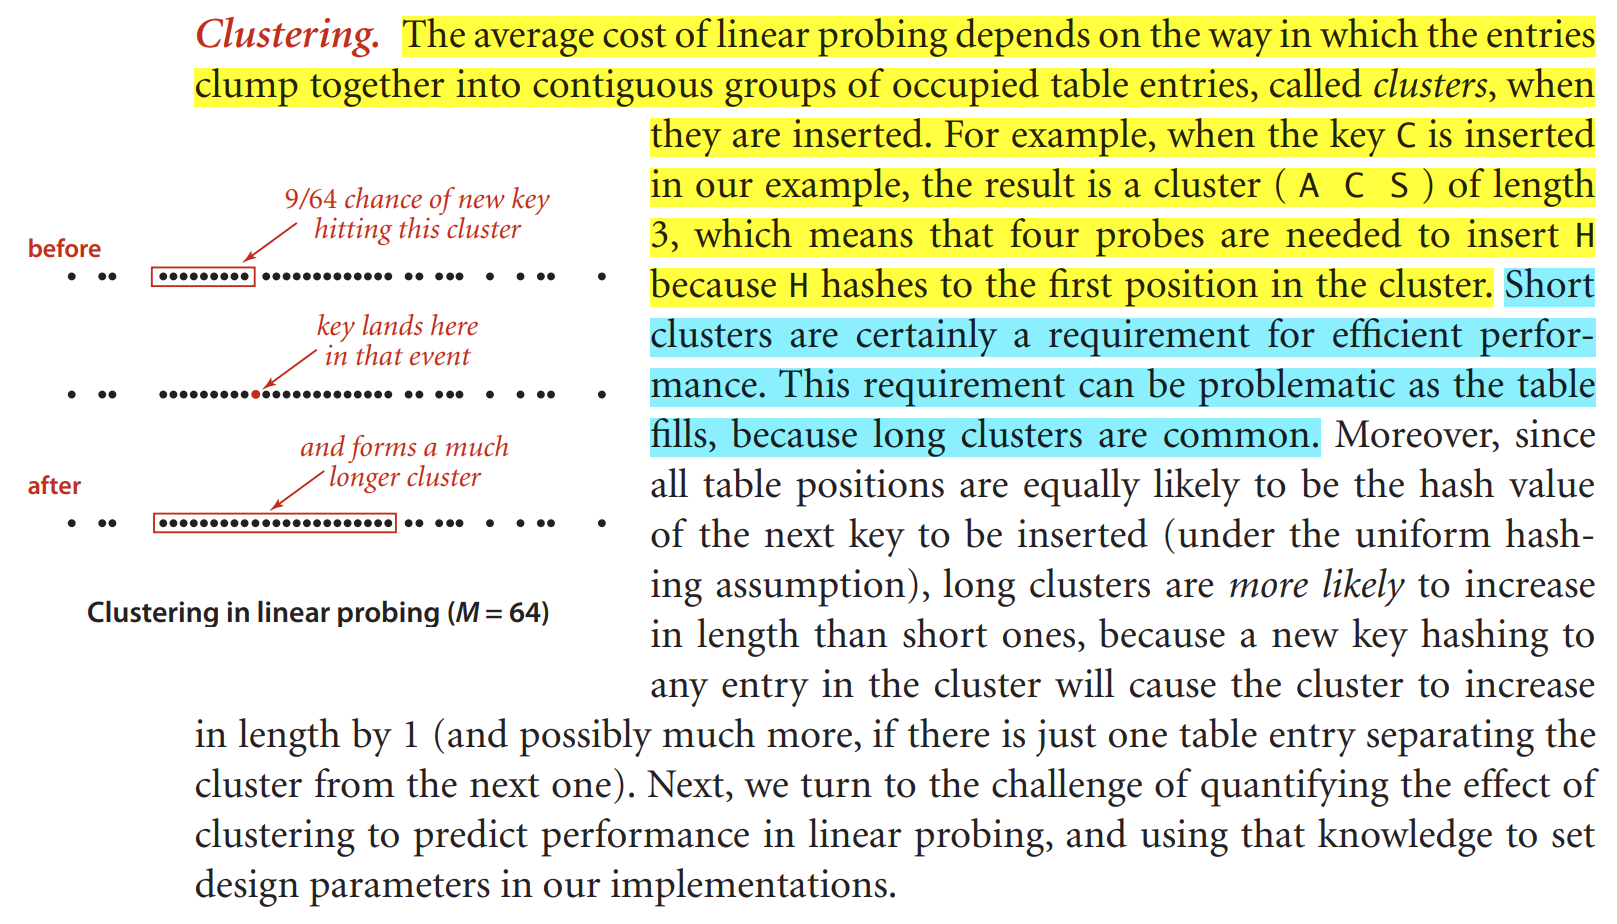 Clustering. The average cost of linear probing depends on the way in which the entries
clump together into contiguous groups of occupied table entries, called clusters, when
they are inserted. For example, when the key C is inserted
in our example, the result is a cluster ( A C S ) of length
3, which means that four probes are needed to insert H
because H hashes to the first position in the cluster. Short
clusters are certainly a requirement for efficient perfor-
mance. This requirement can be problematic as the table
fills, because long clusters are common. Moreover, since
all table positions are equally likely to be the hash value
of the next key to be inserted (under the uniform hash-
ing assumption), long clusters are more likely to increase
in length than short ones, because a new key hashing to
any entry in the cluster will cause the cluster to increase
in length by 1 (and possibly much more, if there is just one table entry separating the
cluster from the next one). Next, we turn to the challenge of quantifying the effect of
clustering to predict performance in linear probing, and using that knowledge to set
design parameters in our implementations.
9/64 chance of new key
hitting this cluster
before
key lands here
in that event
and forms a much
longer cluster
after
Clustering in linear probing (M = 64)